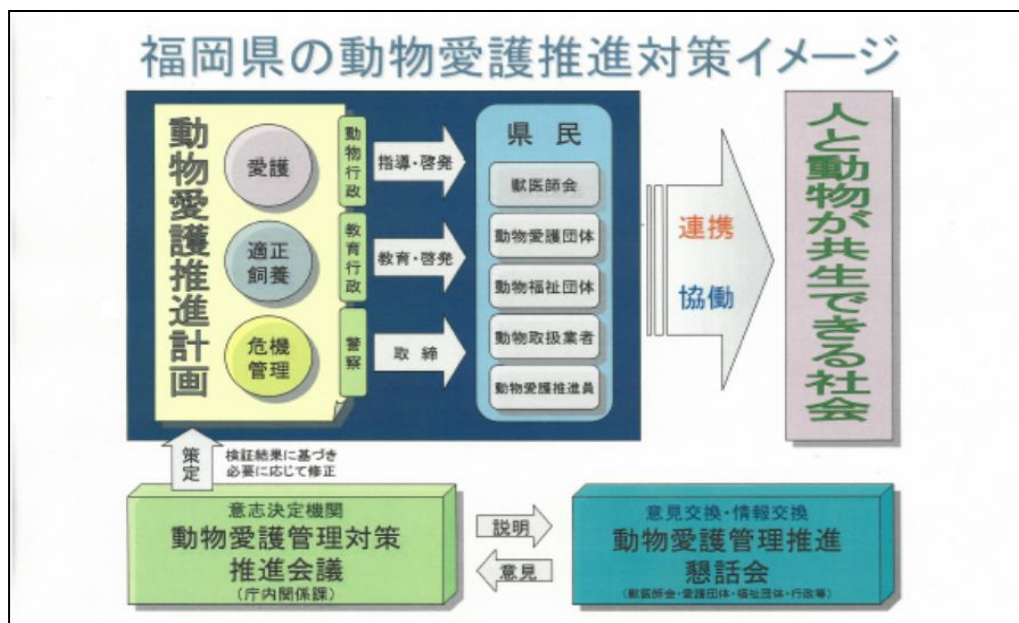 福岡県の動物愛護推進対策イメージ
動物愛護推進計画
愛護
適正
飼養
危機
管理
動物行政
教育行政
警察
指導・啓発
教育・啓発
取締
県民
獣医師会
動物愛護団体
動物福祉団体
動物取扱業者
動物愛護推進員
連携
協働
人と動物が共生できる社会
策定
検証結果に基づき
必要に応じて修正
意志決定機関
動物愛護管理対策
推進会議
(庁内関係課)
説明
意見
意見交換・情報交換
動物愛護管理推進
懇話会
(獣医師会・愛護団体・福祉団体・行政等)